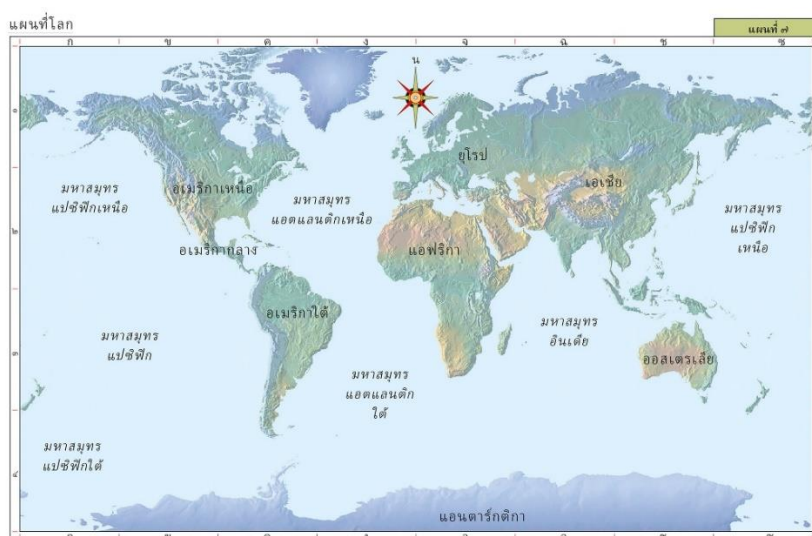 แผนที่โลก
แผนที่ ๗
ก ข ค ง จ ฉ ช ซ
น
๑
ยุโรป
เอเชีย
อเมริกาเหนือ
มหาสมุทร
แปซิฟิกเหนือ
มหาสมุทร
แอตแลนติกเหนือ
มหาสมุทร
แปซิฟิก
เหนือ
๒
อเมริกากลาง
แอฟริกา
อเมริกาใต้
มหาสมุทร
อินเดีย
มหาสมุทร
แปซิฟิก
๓
ออสเตรเลีย
มหาสมุทร
แอตแลนติก
ใต้
มหาสมุทร
แปซิฟิกใต้
๔
แอนตาร์กติกา